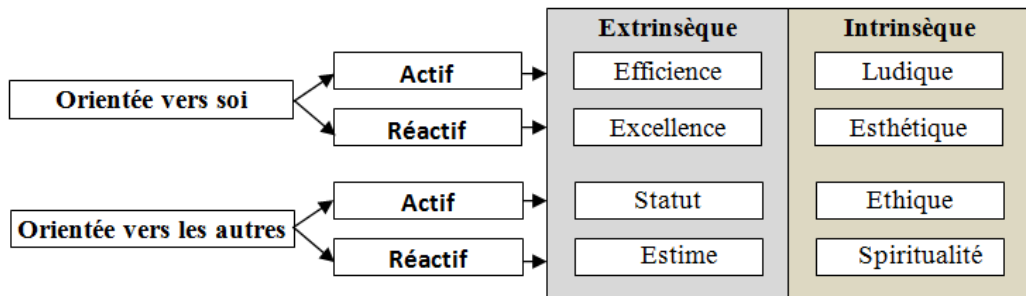 Extrinsèque Intrinsèque
Actif Efficience Ludique
Orientée vers soi
Réactif Excellence Esthétique
Actif Statut Ethique
Orientée vers les autres
Réactif Estime Spiritualité